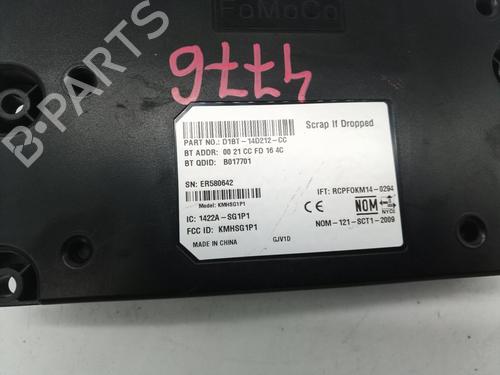 FoMoCo
4776
Scrap If Dropped
PART NO.: D1BT-14D212-CC
BT ADDR: 00 21 CC FD 16 4C
BT QDID: B017701
SN: ER580642
IFT: RCPFOKM14-0294
Model: KMHSG1P1
IC: 1422A-SG1P1
NOM NYCE
FCC ID: KMHSG1P1
NOM-121-SCT1-2009
MADE IN CHINA GJV1D
B-PARTS